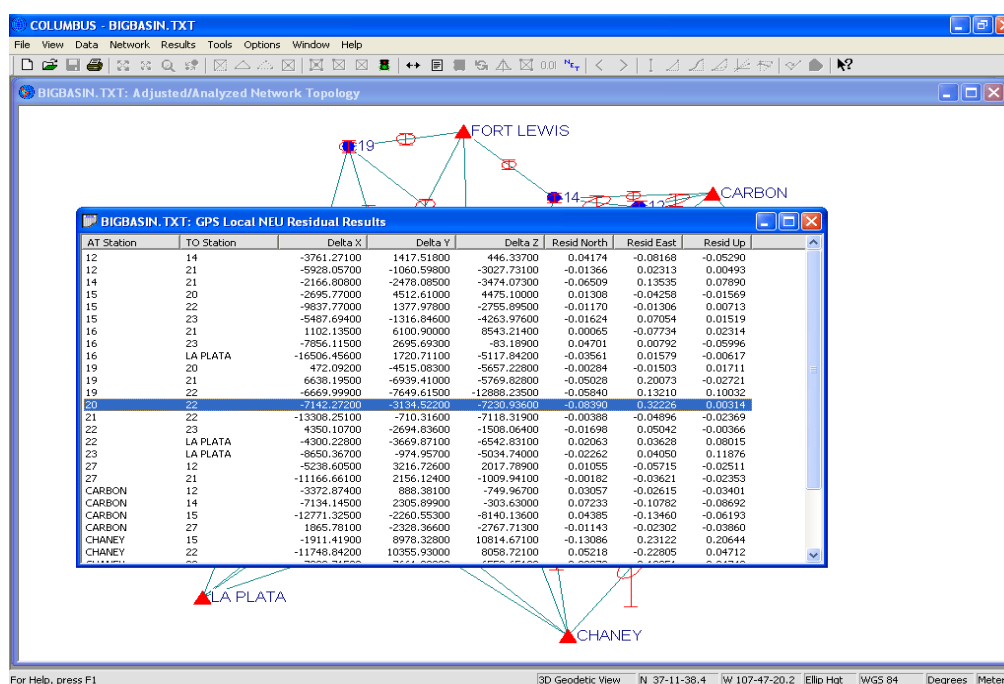 COLUMBUS - BIGBASIN.TXT
File View Data Network Results Tools Options Window Help
BIGBASIN.TXT: Adjusted/Analyzed Network Topology
FORT LEWIS
19
14
CARBON
12
BIGBASIN.TXT: GPS Local NEU Residual Results
AT Station TO Station Delta X Delta Y Delta Z Resid North Resid East Resid Up
12 14 -3761.27100 1417.51800 446.33700 0.04174 -0.08168 -0.05290
12 21 -5928.05700 -1060.59800 -3027.73100 -0.01366 0.02313 0.00493
14 21 -2166.80800 -2478.08500 -3474.07300 -0.06509 0.13535 0.07890
15 20 -2695.77000 4512.61000 4475.10000 0.01308 -0.04258 -0.01569
15 22 -9837.77000 1377.97800 -2755.89500 -0.01170 -0.01306 0.00713
15 23 -5487.69400 -1316.84600 -4263.97600 -0.01624 0.07054 0.01519
16 21 1102.13500 6100.90000 8543.21400 0.00065 -0.07734 0.02314
16 23 -7856.11500 2695.69300 -83.18900 0.04701 0.00792 -0.05996
16 LA PLATA -16506.45600 1720.71100 -5117.84200 -0.03561 0.01579 -0.00617
19 20 472.09200 -4515.08300 -5657.22800 -0.00284 -0.01503 0.01711
19 21 6638.19500 -6939.41000 -5769.82800 -0.05028 0.20073 -0.02721
19 22 -6669.99900 -7649.61500 -12888.23500 -0.05840 0.13210 0.10032
20 22 -7142.27200 -3134.52200 -7230.93600 -0.08390 0.32226 0.00314
21 22 -13308.25100 -710.31600 -7118.31900 -0.00388 -0.04896 -0.02369
22 23 4350.10700 -2694.83600 -1508.06400 -0.01698 0.05042 -0.00366
22 LA PLATA -4300.22800 -3669.87100 -6542.83100 0.02063 0.03628 0.08015
23 LA PLATA -8650.36700 -974.95700 -5034.74000 -0.02262 0.04050 0.11876
27 12 -5238.60500 3216.72600 2017.78900 0.01055 -0.05715 -0.02511
27 21 -11166.66100 2156.12400 -1009.94100 -0.00182 -0.03621 -0.02353
CARBON 12 -3372.87400 888.38100 -749.96700 0.03057 -0.02615 -0.03401
CARBON 14 -7134.14500 2305.89900 -303.63000 0.07233 -0.10782 -0.08692
CARBON 15 -12771.32500 -2260.55300 -8140.13600 0.04385 -0.13460 -0.06193
CARBON 27 1865.78100 -2328.36600 -2767.71300 -0.01143 -0.02302 -0.03860
CHANEY 15 -1911.41900 8978.32800 10814.67100 -0.13086 0.23122 0.20644
CHANEY 22 -11748.84200 10355.93000 8058.72100 0.05218 -0.22805 0.04712
LA PLATA
CHANEY
For Help, press F1
3D Geodetic View N 37-11-38.4 W 107-47-20.2 Ellip Hgt WGS 84 Degrees Meter